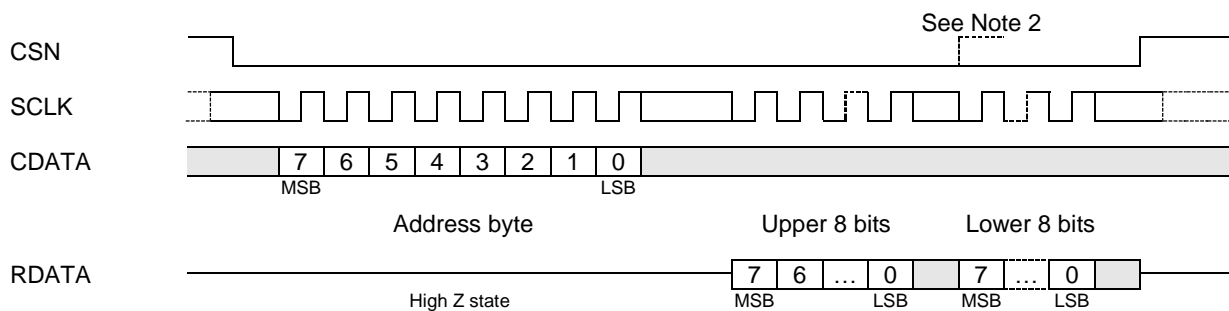 See Note 2
CSN
SCLK
CDATA 7 6 5 4 3 2 1 0
MSB LSB
Address byte Upper 8 bits Lower 8 bits
RDATA 7 6 … 0 7 … 0
High Z state MSB LSB MSB LSB